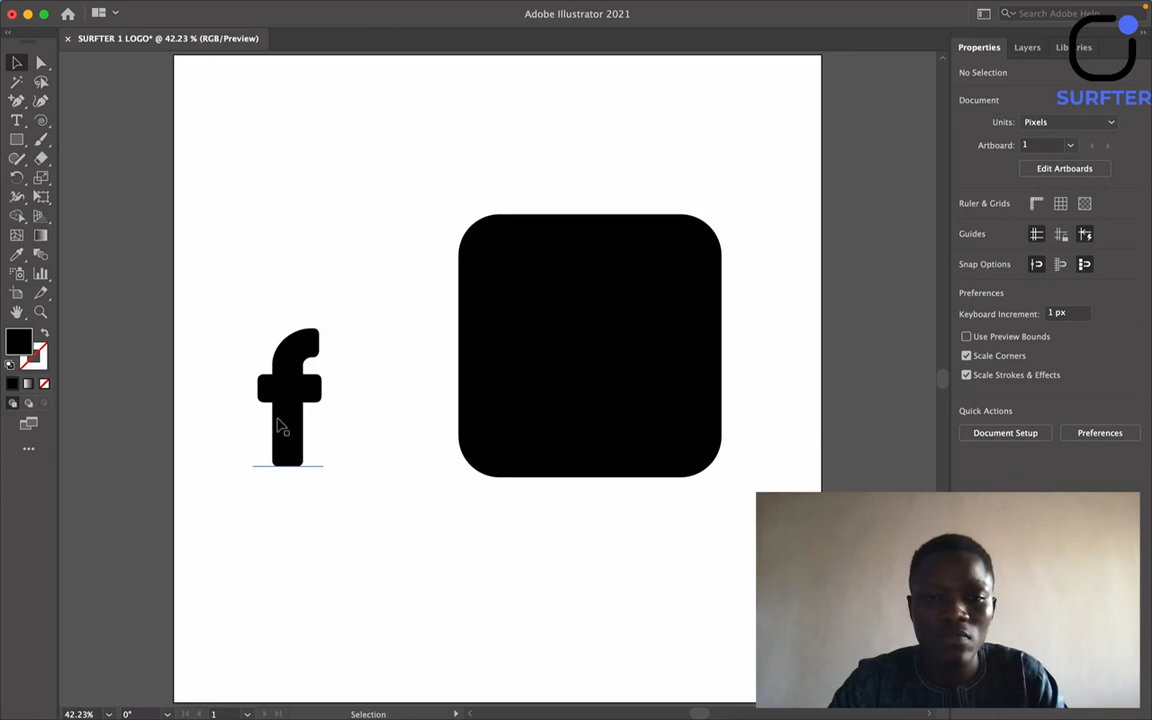 Adobe Illustrator 2021
Search Adobe Help
SURFTER 1 LOGO* @ 42.23 % (RGB/Preview)
Properties
Layers
Libraries
SURFTER
No Selection
Document
Units:
Pixels
Artboard:
1
Edit Artboards
Ruler & Grids
Guides
Snap Options
Preferences
Keyboard Increment:
1 px
Use Preview Bounds
Scale Corners
Scale Strokes & Effects
Quick Actions
Document Setup
Preferences
f
42.23%
0°
1
Selection